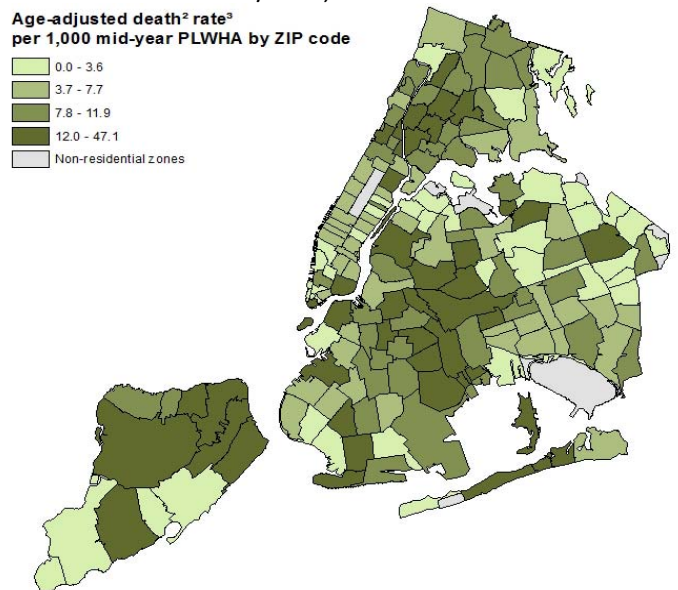 Age-adjusted death² rate³
per 1,000 mid-year PLWHA by ZIP code
0.0 - 3.6
3.7 - 7.7
7.8 - 11.9
12.0 - 47.1
Non-residential zones